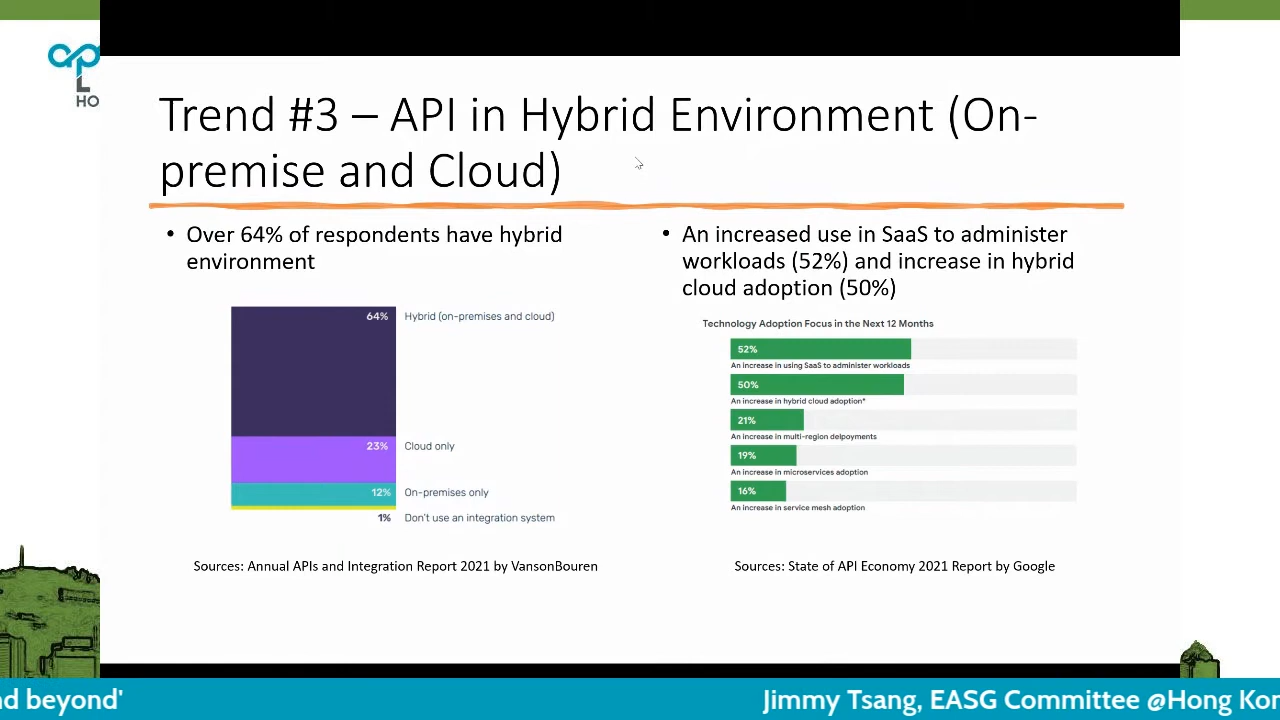 HO
Trend #3 – API in Hybrid Environment (On-
premise and Cloud)
• Over 64% of respondents have hybrid
environment
64% Hybrid (on-premises and cloud)
23% Cloud only
12% On-premises only
1% Don't use an integration system
Sources: Annual APIs and Integration Report 2021 by VansonBouren
• An increased use in SaaS to administer
workloads (52%) and increase in hybrid
cloud adoption (50%)
Technology Adoption Focus in the Next 12 Months
52%
An increase in using SaaS to administer workloads
50%
An increase in hybrid cloud adoption*
21%
An increase in multi-region delpoyments
19%
An increase in microservices adoption
16%
An increase in service mesh adoption
Sources: State of API Economy 2021 Report by Google
nd beyond' Jimmy Tsang, EASG Committee @Hong Kon